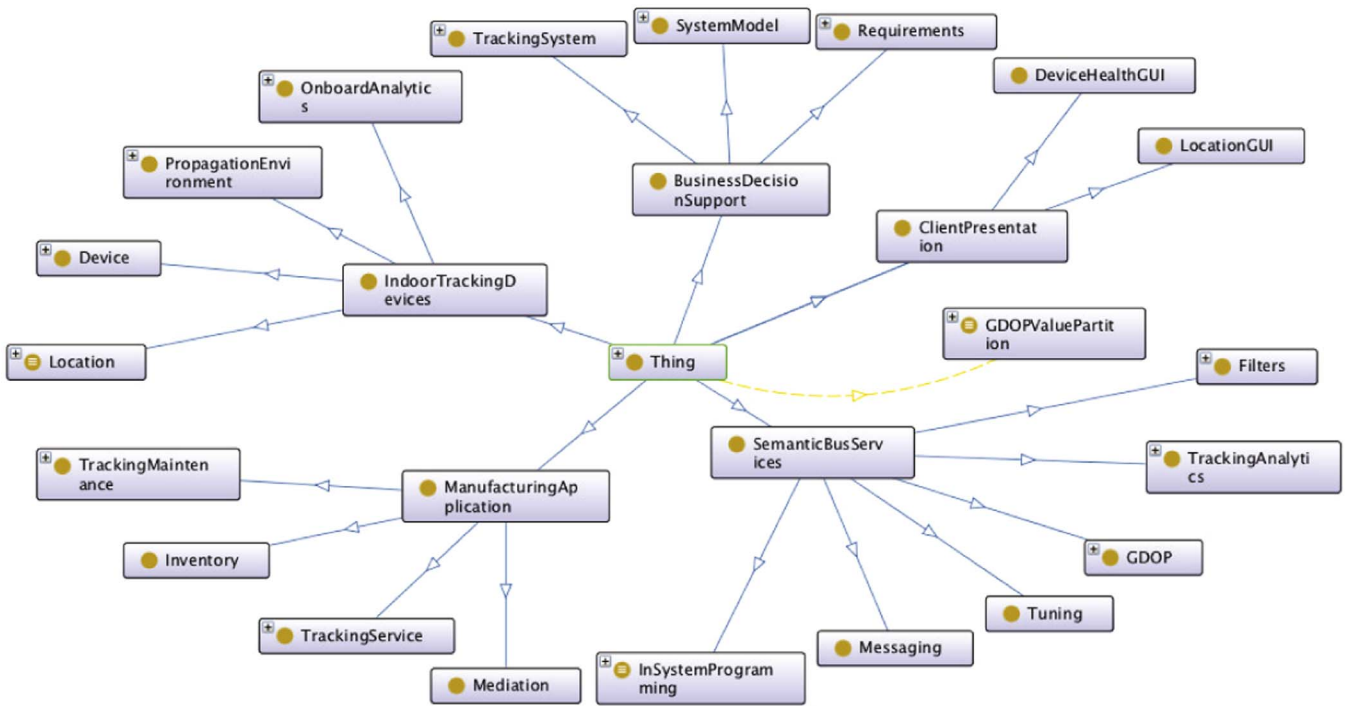 TrackingSystem
SystemModel
Requirements
DeviceHealthGUI
OnboardAnalytic
s
LocationGUI
PropagationEnvi
ronment
BusinessDecisio
nSupport
ClientPresentat
ion
Device
IndoorTrackingD
evices
GDOPValuePartit
ion
Location
Thing
Filters
SemanticBusServ
ices
TrackingMainten
ance
TrackingAnalyti
cs
ManufacturingAp
plication
Inventory
GDOP
Tuning
TrackingService
Messaging
Mediation
InSystemProgram
ming